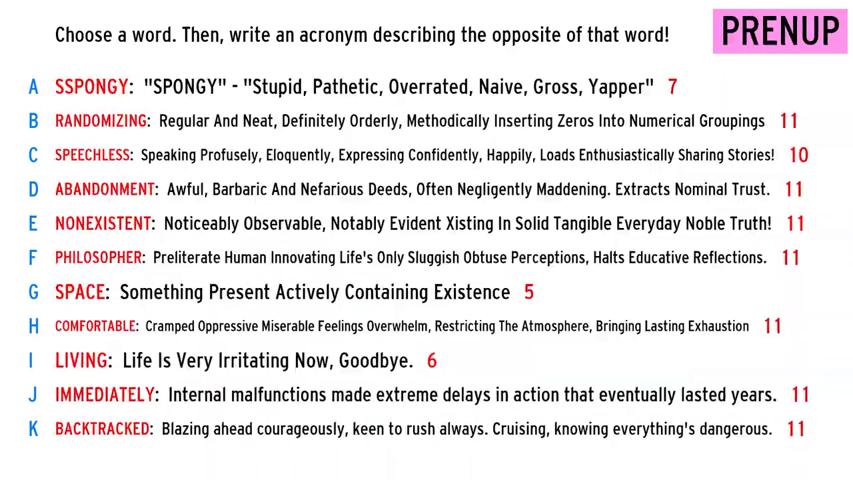 Choose a word. Then, write an acronym describing the opposite of that word!
PRENUP
A SSPONGY: "SPONGY" - "Stupid, Pathetic, Overrated, Naive, Gross, Yapper" 7
B RANDOMIZING: Regular And Neat, Definitely Orderly, Methodically Inserting Zeros Into Numerical Groupings 11
C SPEECHLESS: Speaking Profusely, Eloquently, Expressing Confidently, Happily, Loads Enthusiastically Sharing Stories! 10
D ABANDONMENT: Awful, Barbaric And Nefarious Deeds, Often Negligently Maddening. Extracts Nominal Trust. 11
E NONEXISTENT: Noticeably Observable, Notably Evident Xisting In Solid Tangible Everyday Noble Truth! 11
F PHILOSOPHER: Preliterate Human Innovating Life's Only Sluggish Obtuse Perceptions, Halts Educative Reflections. 11
G SPACE: Something Present Actively Containing Existence 5
H COMFORTABLE: Cramped Oppressive Miserable Feelings Overwhelm, Restricting The Atmosphere, Bringing Lasting Exhaustion 11
I LIVING: Life Is Very Irritating Now, Goodbye. 6
J IMMEDIATELY: Internal malfunctions made extreme delays in action that eventually lasted years. 11
K BACKTRACKED: Blazing ahead courageously, keen to rush always. Cruising, knowing everything's dangerous. 11